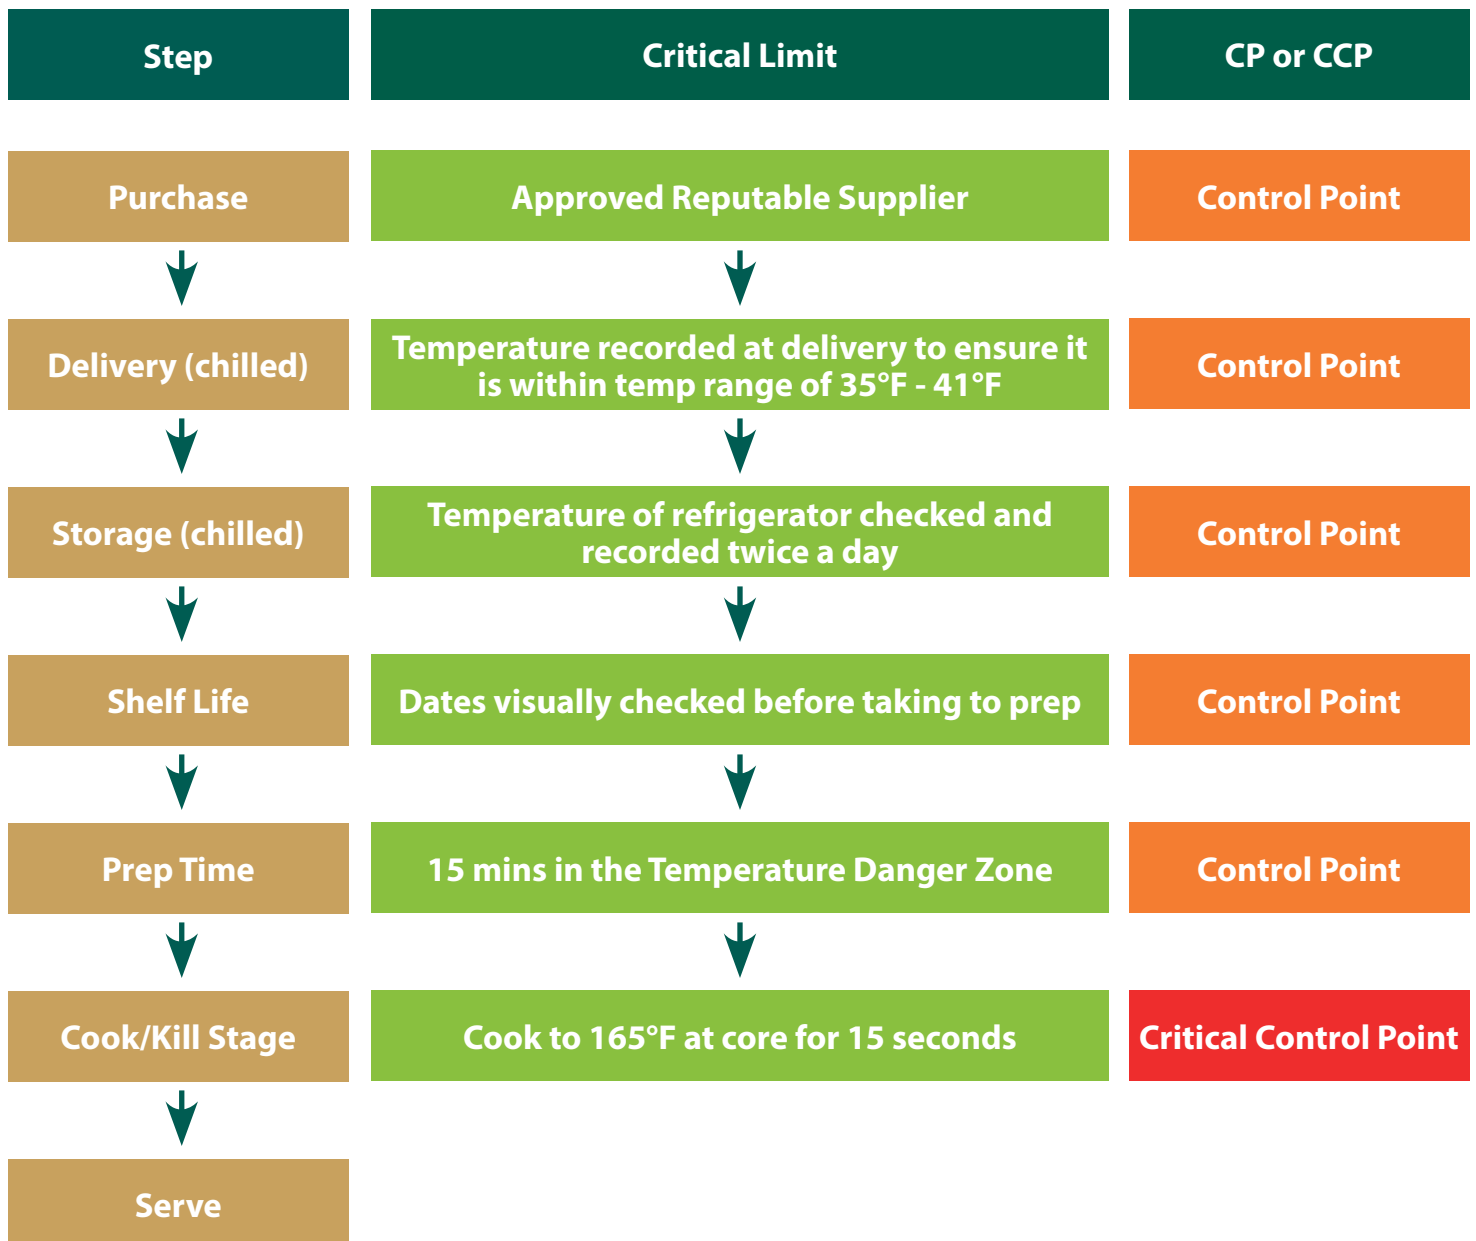 Step
Critical Limit
CP or CCP
Purchase
Approved Reputable Supplier
Control Point
Delivery (chilled)
Temperature recorded at delivery to ensure it
is within temp range of 35°F - 41°F
Control Point
Storage (chilled)
Temperature of refrigerator checked and
recorded twice a day
Control Point
Shelf Life
Dates visually checked before taking to prep
Control Point
Prep Time
15 mins in the Temperature Danger Zone
Control Point
Cook/Kill Stage
Cook to 165°F at core for 15 seconds
Critical Control Point
Serve